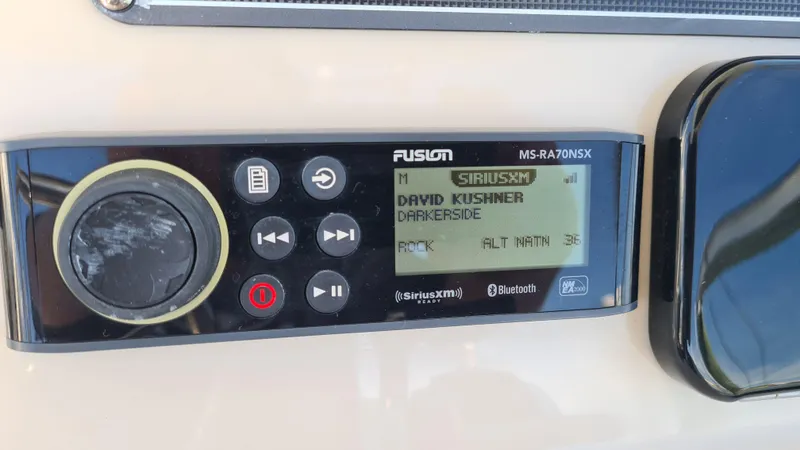 FUSION MS-RA70NSX
M SIRIUSXM
DAVID KUSHNER
DARKERSIDE
ROCK ALT NATN 36
((SiriusXM)) Bluetooth NMEA 2000
READY